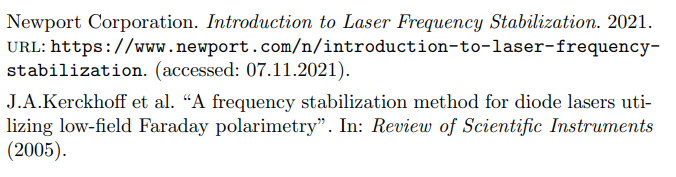 Newport Corporation. Introduction to Laser Frequency Stabilization. 2021.
URL: https://www.newport.com/n/introduction-to-laser-frequency-
stabilization. (accessed: 07.11.2021).
J.A.Kerckhoff et al. “A frequency stabilization method for diode lasers uti-
lizing low-field Faraday polarimetry”. In: Review of Scientific Instruments
(2005).